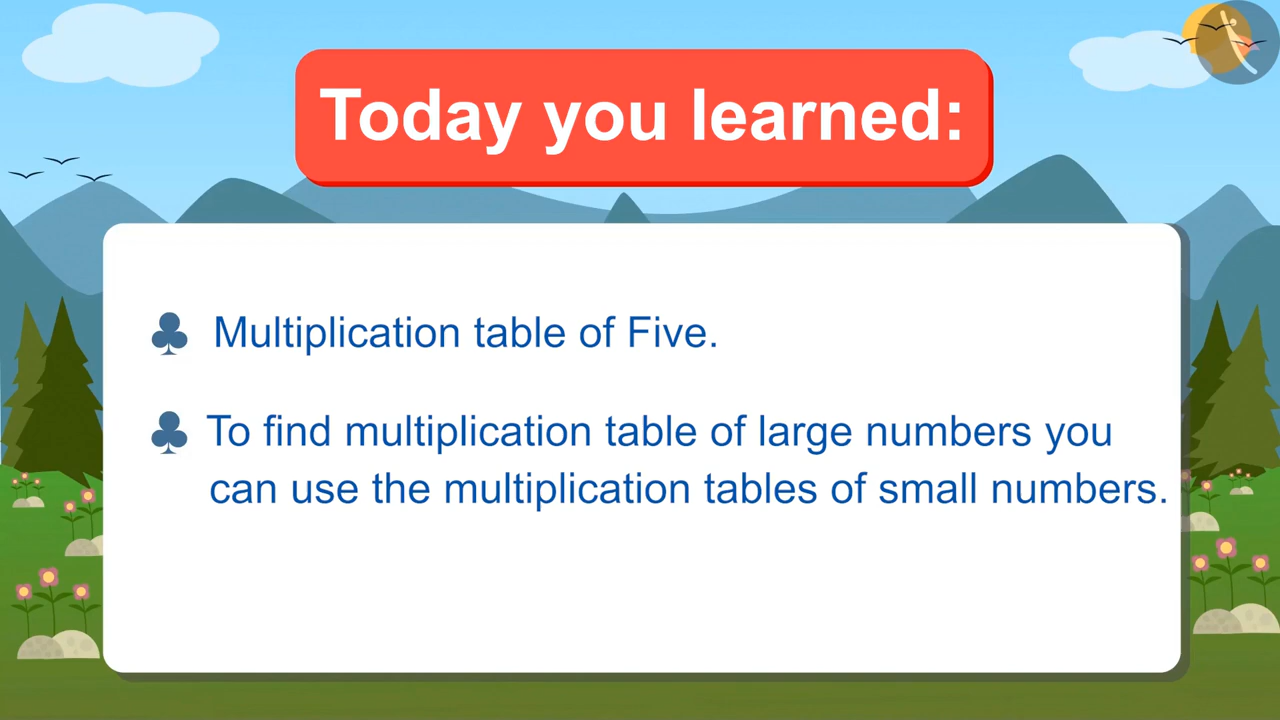 Today you learned:
♣ Multiplication table of Five.
♣ To find multiplication table of large numbers you
can use the multiplication tables of small numbers.